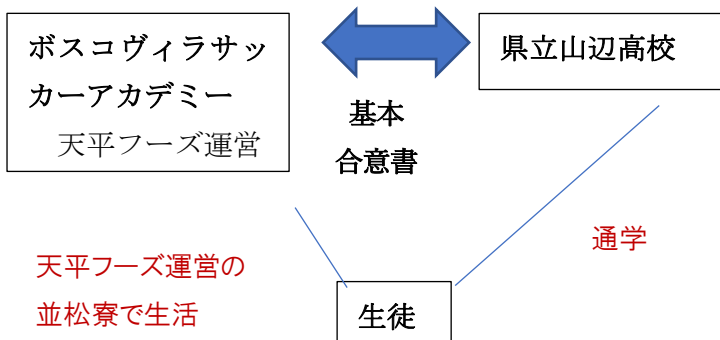 ボスコヴィラサッ
カーアカデミー
天平フーズ運営
県立山辺高校
基本
合意書
通学
天平フーズ運営の
並松寮で生活
生徒